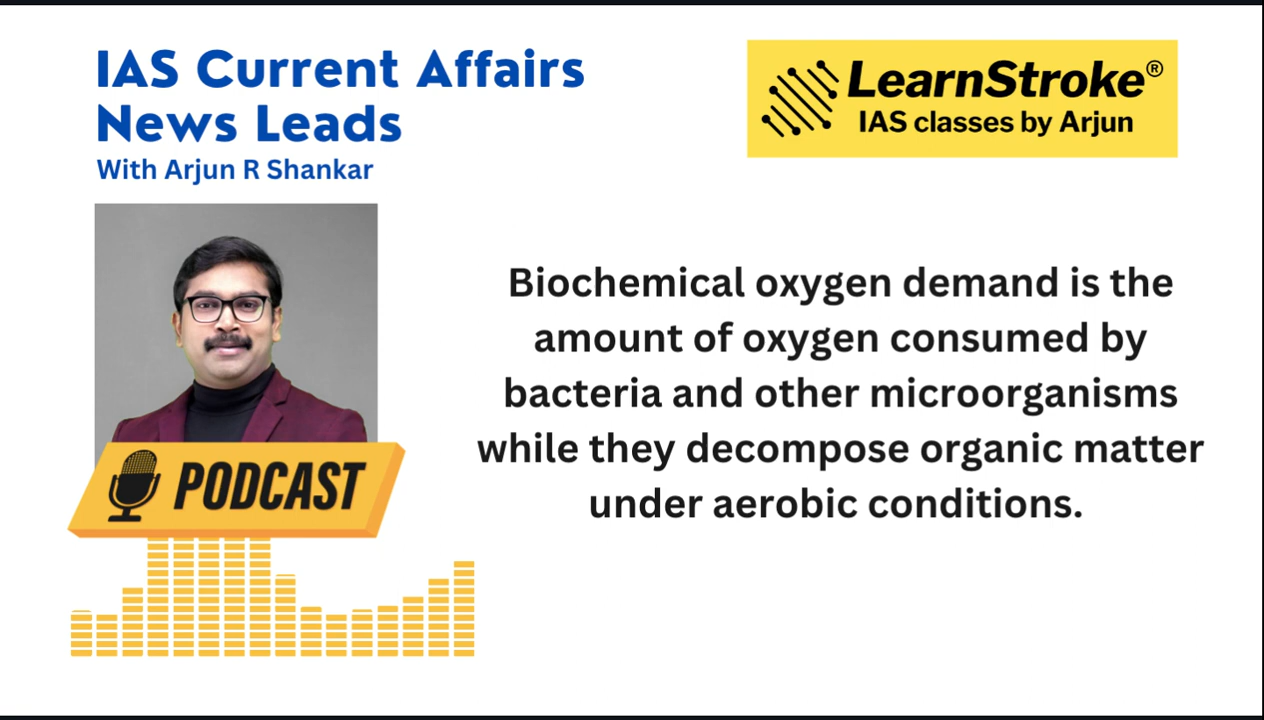 IAS Current Affairs
News Leads
With Arjun R Shankar
LearnStroke®
IAS classes by Arjun
Biochemical oxygen demand is the
amount of oxygen consumed by
bacteria and other microorganisms
while they decompose organic matter
under aerobic conditions.
PODCAST